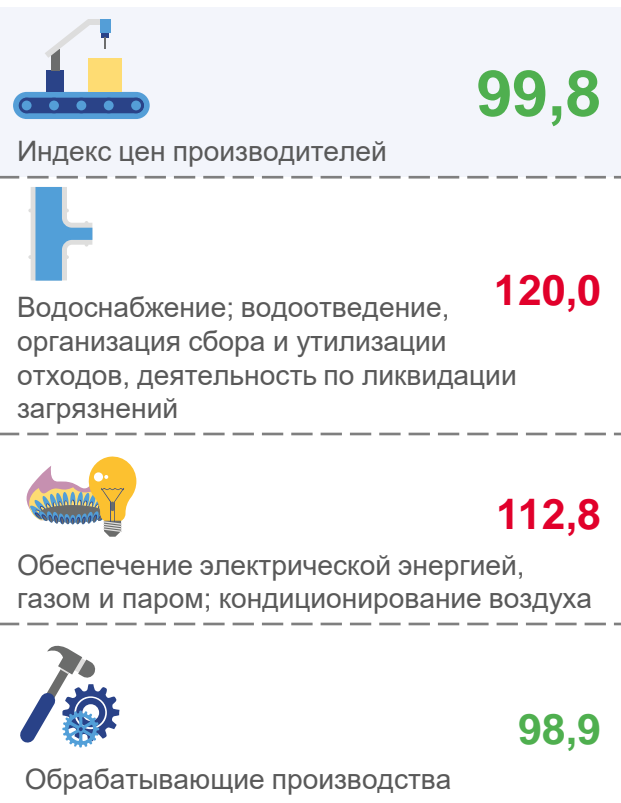 99,8
Индекс цен производителей
120,0
Водоснабжение; водоотведение,
организация сбора и утилизации
отходов, деятельность по ликвидации
загрязнений
112,8
Обеспечение электрической энергией,
газом и паром; кондиционирование воздуха
98,9
Обрабатывающие производства